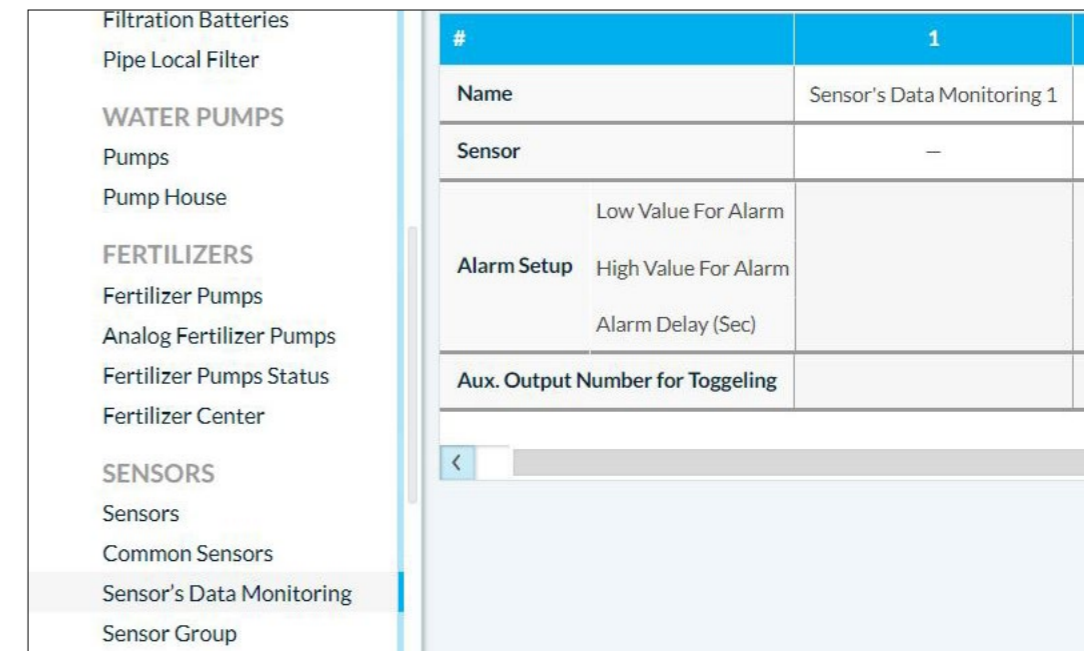 Filtration Batteries
Pipe Local Filter
WATER PUMPS
Pumps
Pump House
FERTILIZERS
Fertilizer Pumps
Analog Fertilizer Pumps
Fertilizer Pumps Status
Fertilizer Center
SENSORS
Sensors
Common Sensors
Sensor’s Data Monitoring
Sensor Group
# 1
Name Sensor's Data Monitoring 1
Sensor —
Low Value For Alarm
Alarm Setup High Value For Alarm
Alarm Delay (Sec)
Aux. Output Number for Toggeling